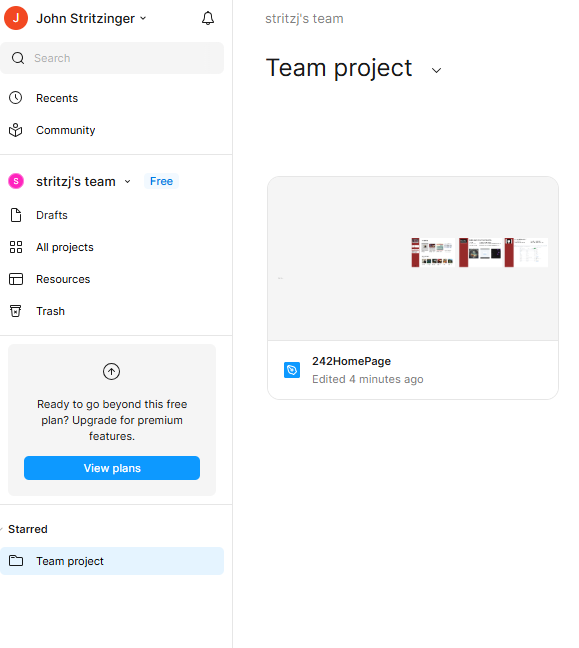 J John Stritzinger
Search
Recents
Community
S stritzj's team Free
Drafts
All projects
Resources
Trash
Ready to go beyond this free
plan? Upgrade for premium
features.
View plans
Starred
Team project
stritzj's team
Team project
242HomePage
Edited 4 minutes ago